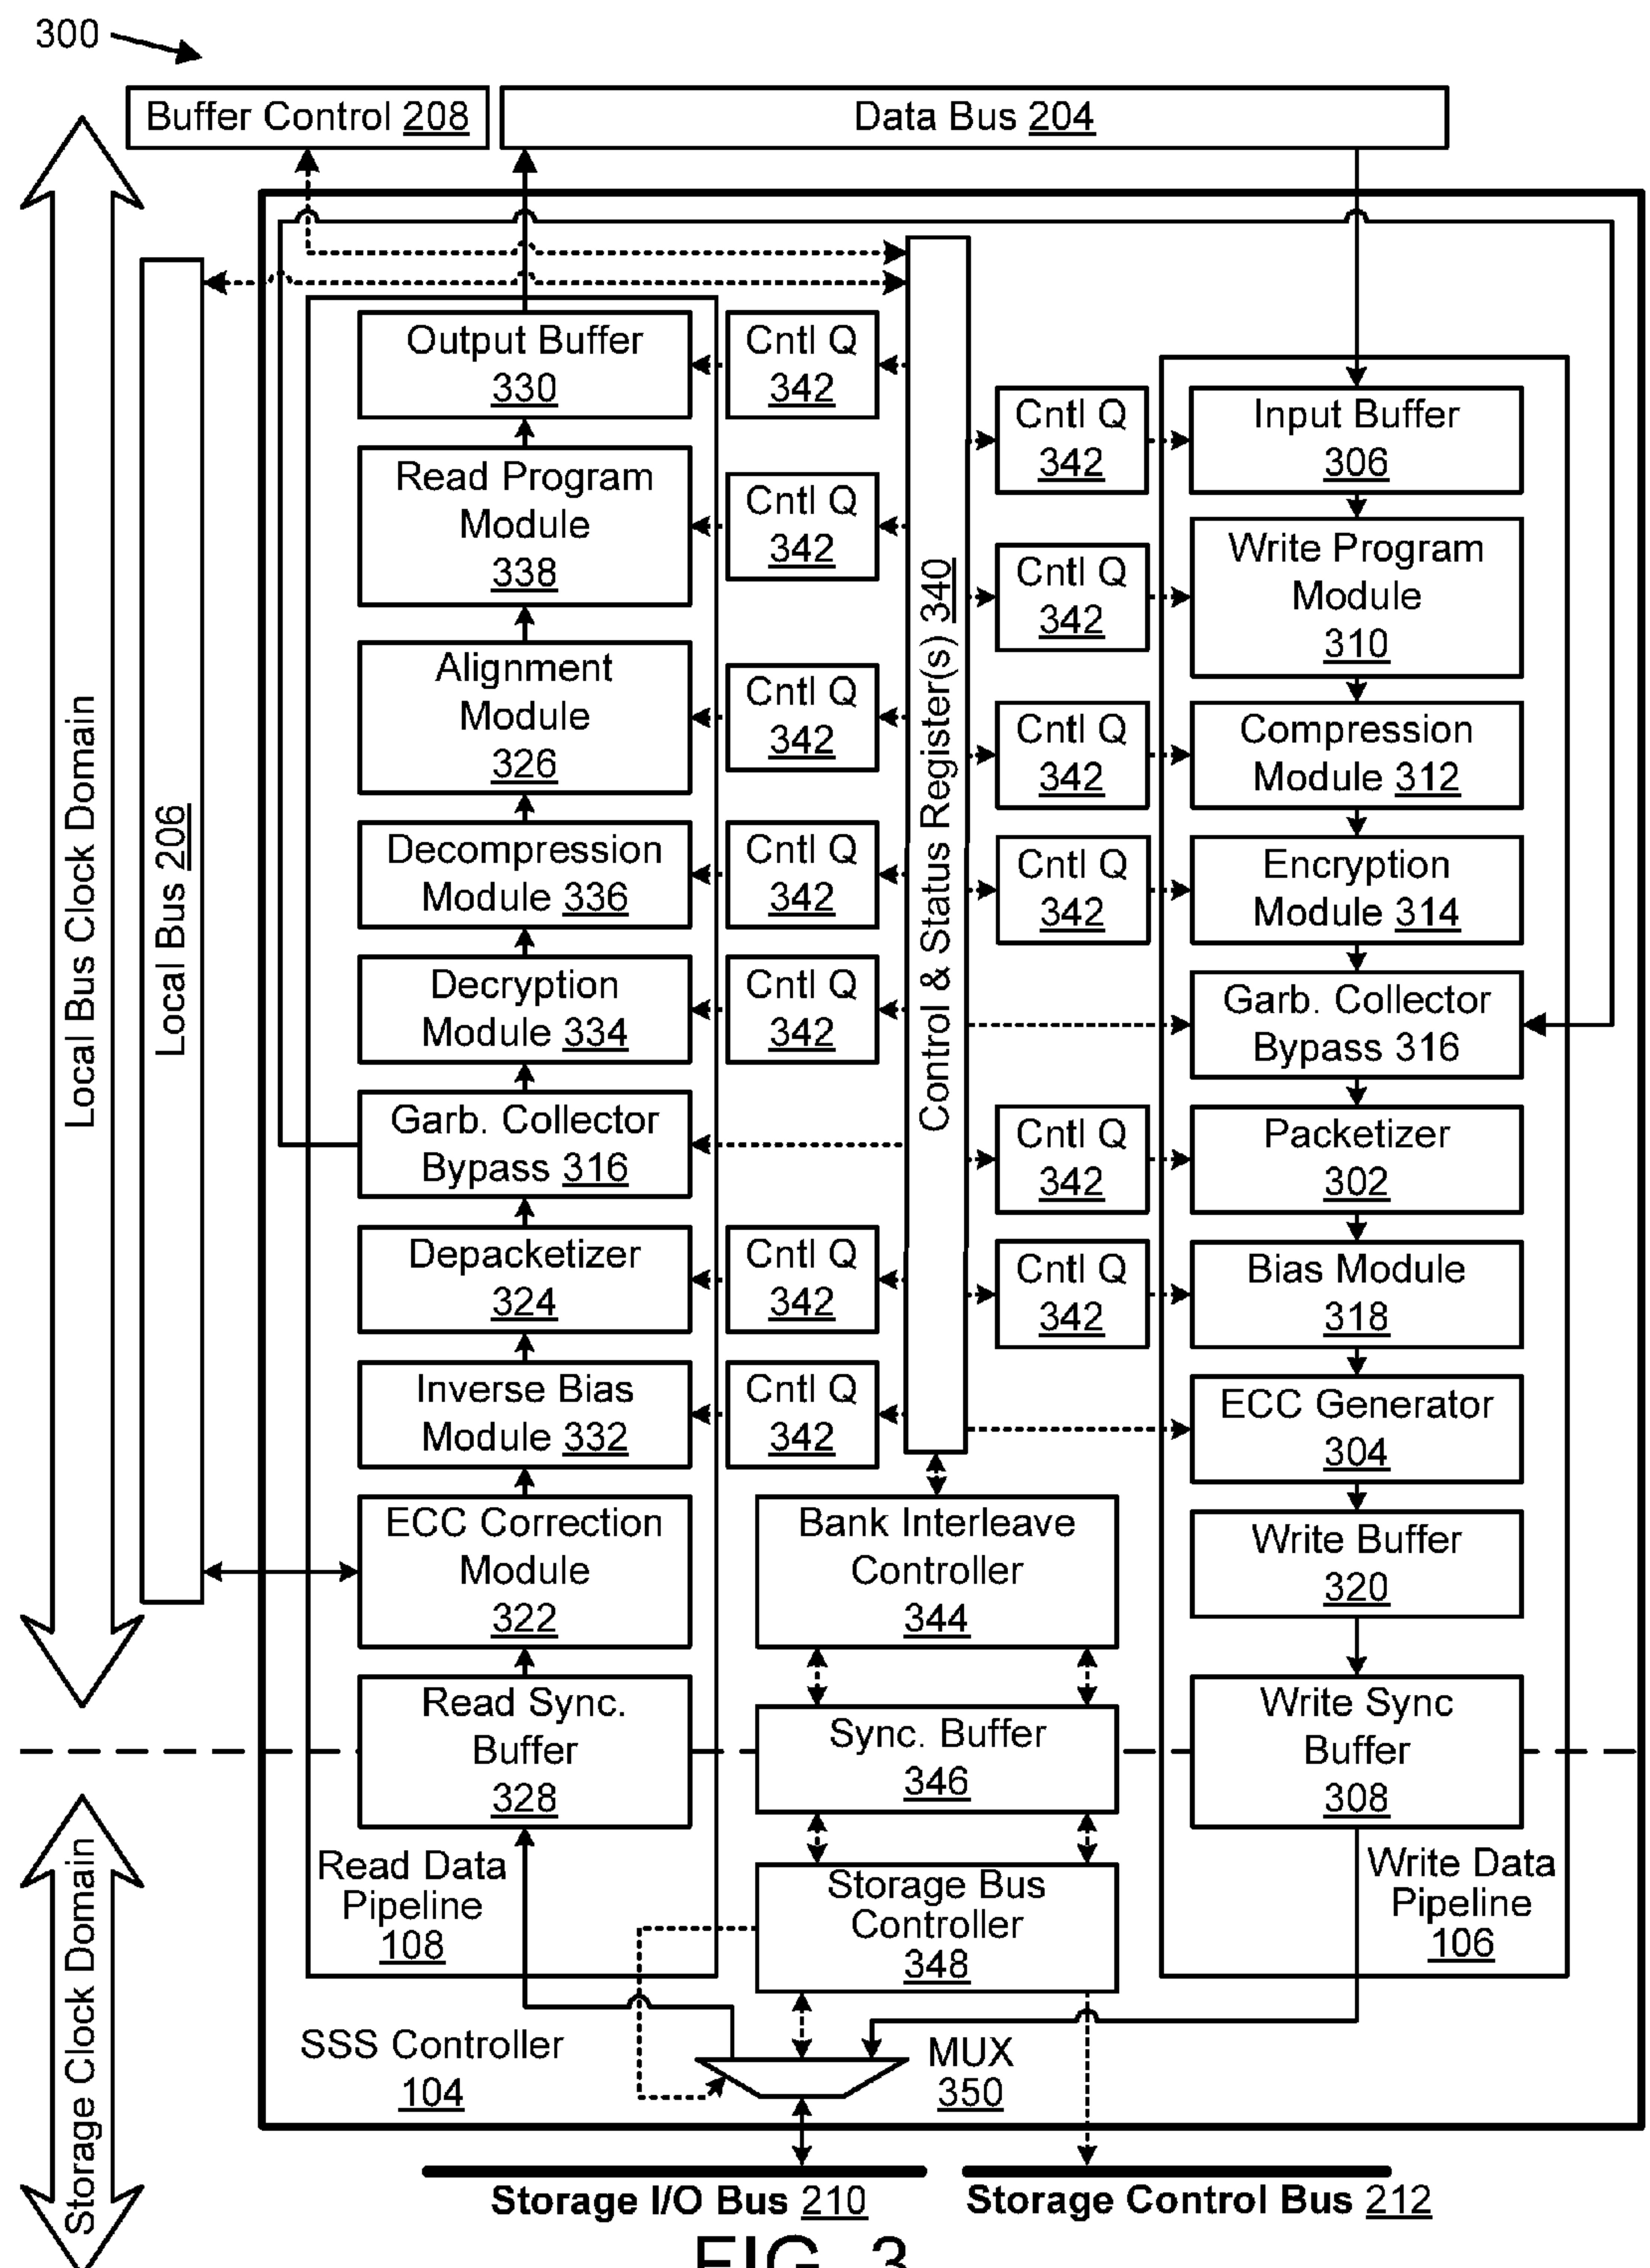 300
Buffer Control 208
Data Bus 204
Local Bus Clock Domain
Local Bus 206
Output Buffer
330
Read Program
Module
338
Alignment
Module
326
Decompression
Module 336
Decryption
Module 334
Garb. Collector
Bypass 316
Depacketizer
324
Inverse Bias
Module 332
ECC Correction
Module
322
Read Sync.
Buffer
328
Read Data
Pipeline
108
Cntl Q
342
Cntl Q
342
Cntl Q
342
Cntl Q
342
Cntl Q
342
Cntl Q
342
Cntl Q
342
Control & Status Register(s) 340
Bank Interleave
Controller
344
Sync. Buffer
346
Storage Bus
Controller
348
Cntl Q
342
Cntl Q
342
Cntl Q
342
Cntl Q
342
Cntl Q
342
Cntl Q
342
Input Buffer
306
Write Program
Module
310
Compression
Module 312
Encryption
Module 314
Garb. Collector
Bypass 316
Packetizer
302
Bias Module
318
ECC Generator
304
Write Buffer
320
Write Sync
Buffer
308
Write Data
Pipeline
106
Storage Clock Domain
SSS Controller
104
MUX
350
Storage I/O Bus 210
Storage Control Bus 212
FIG. 3